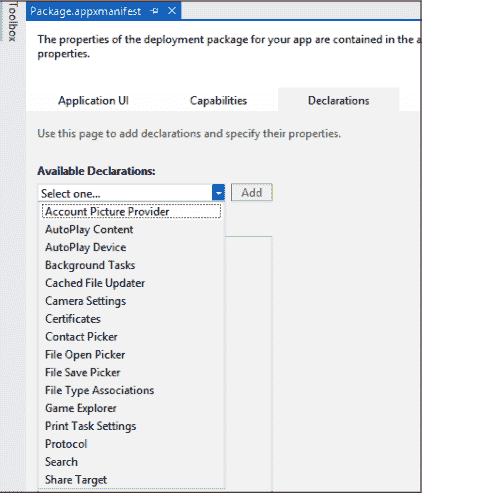 Toolbox
Package.appxmanifest
The properties of the deployment package for your app are contained in the a
properties.
Application UI Capabilities Declarations
Use this page to add declarations and specify their properties.
Available Declarations:
Select one... Add
Account Picture Provider
AutoPlay Content
AutoPlay Device
Background Tasks
Cached File Updater
Camera Settings
Certificates
Contact Picker
File Open Picker
File Save Picker
File Type Associations
Game Explorer
Print Task Settings
Protocol
Search
Share Target